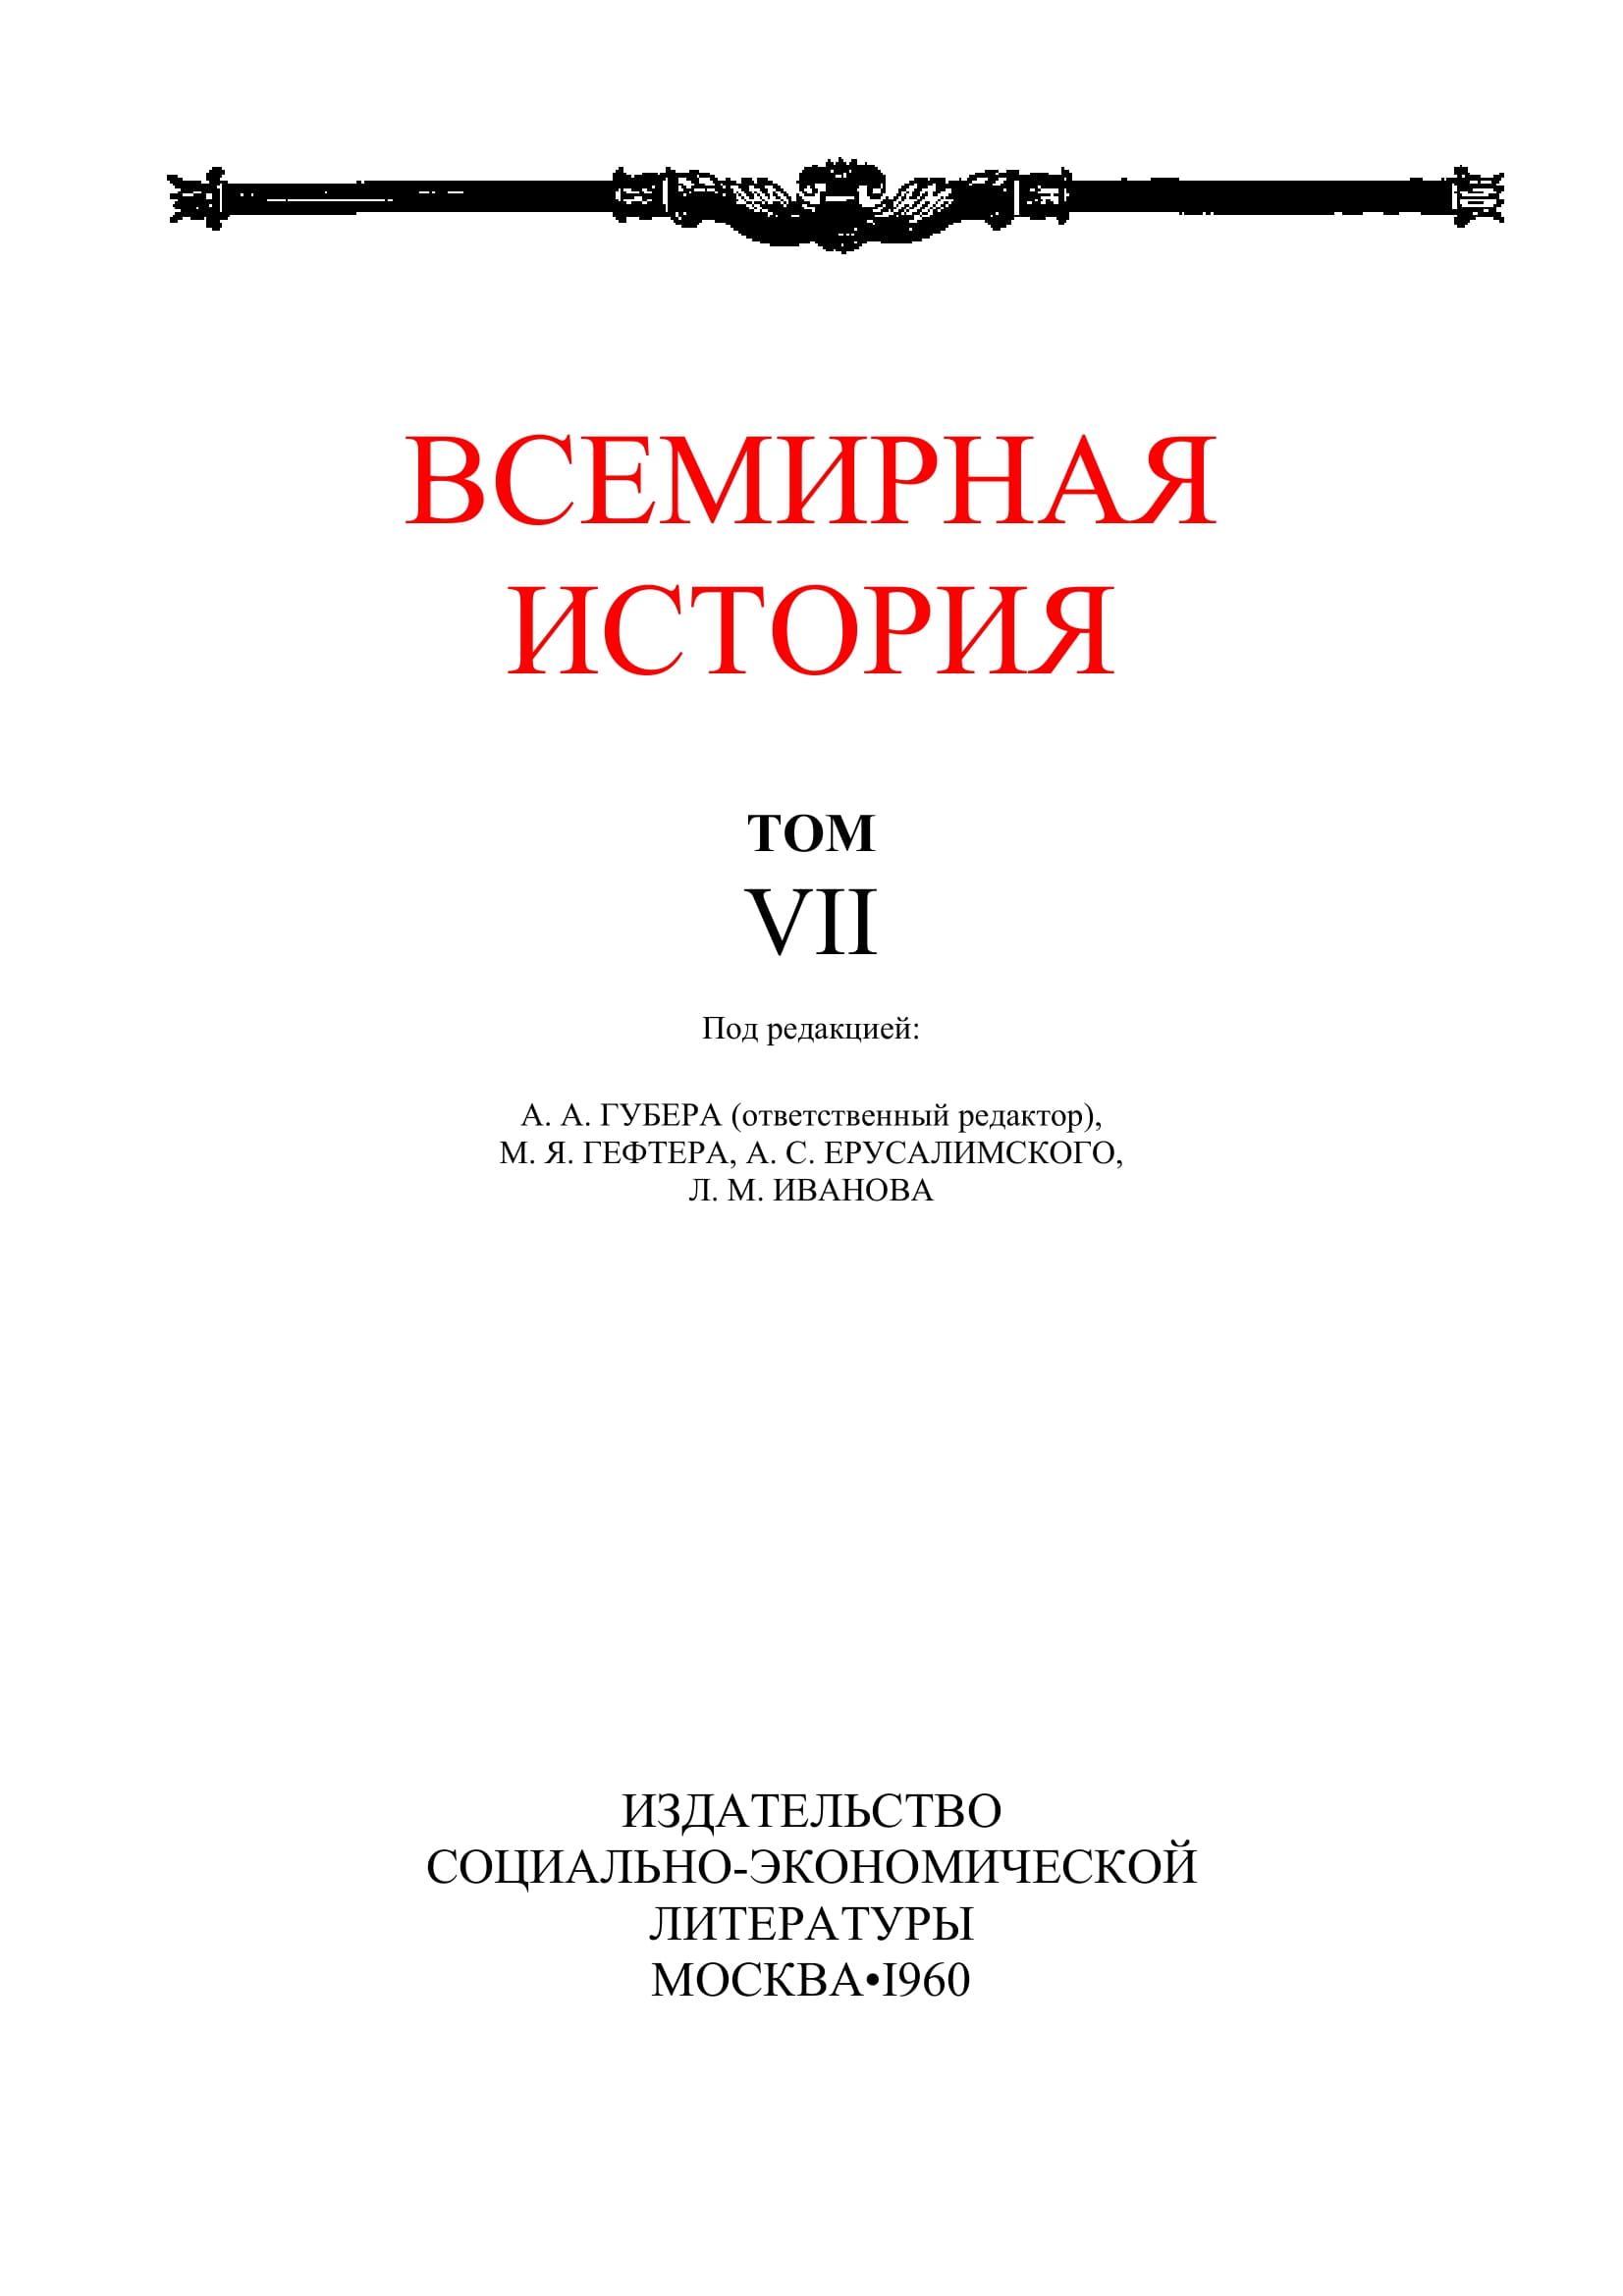 ВСЕМИРНАЯ
ИСТОРИЯ
ТОМ
VII
Под редакцией:
А. А. ГУБЕРА (ответственный редактор),
М. Я. ГЕФТЕРА, А. С. ЕРУСАЛИМСКОГО,
Л. М. ИВАНОВА
ИЗДАТЕЛЬСТВО
СОЦИАЛЬНО-ЭКОНОМИЧЕСКОЙ
ЛИТЕРАТУРЫ
МОСКВА•I960